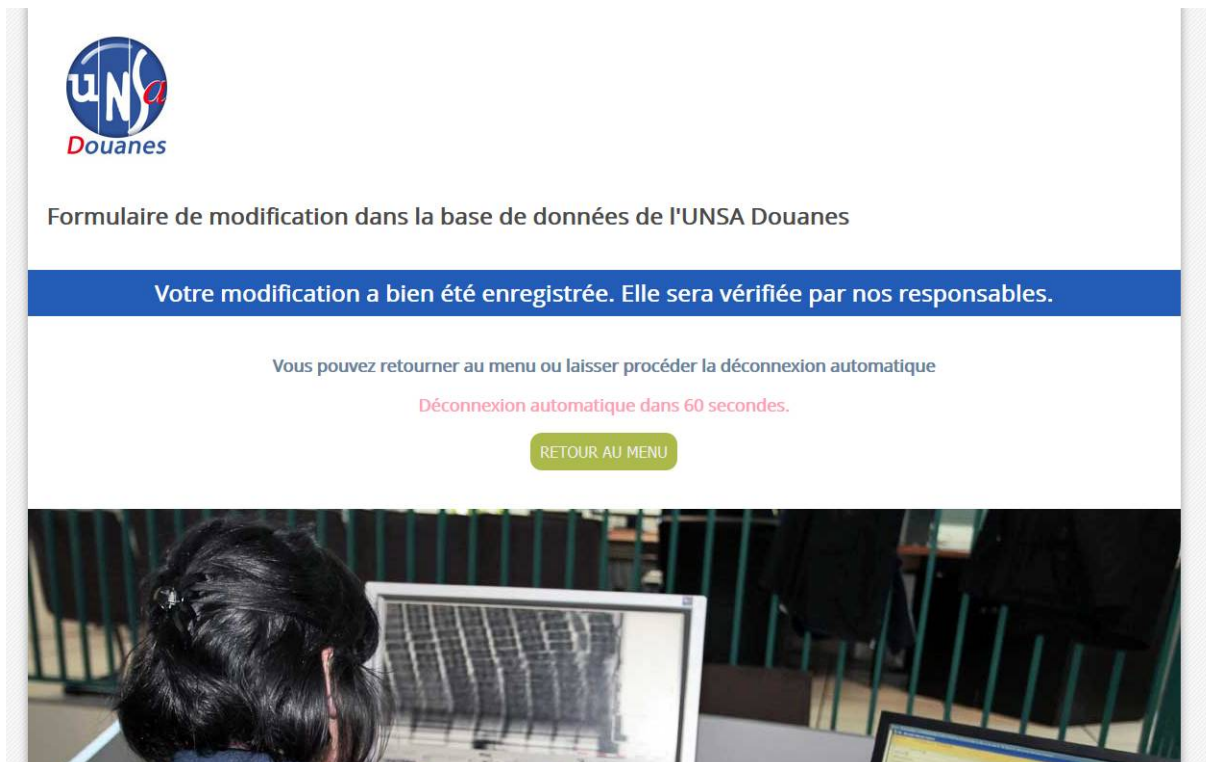 UNSa
Douanes
Formulaire de modification dans la base de données de l'UNSA Douanes
Votre modification a bien été enregistrée. Elle sera vérifiée par nos responsables.
Vous pouvez retourner au menu ou laisser procéder la déconnexion automatique
Déconnexion automatique dans 60 secondes.
RETOUR AU MENU